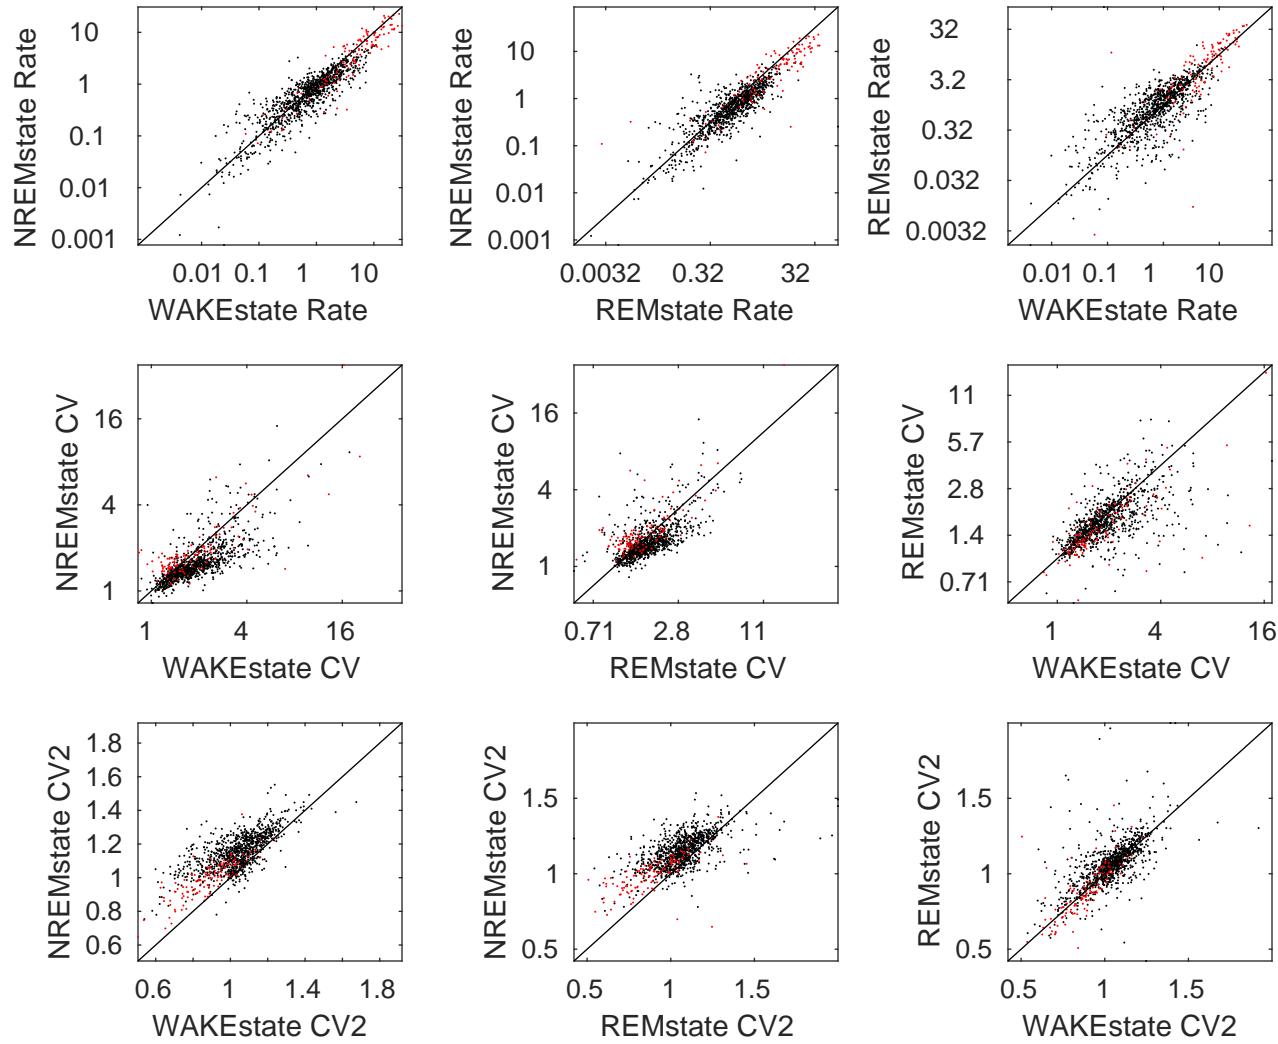 NREMstate Rate
10
1
0.1
0.01
0.001
0.01 0.1 1 10
WAKEstate Rate
NREMstate Rate
10
1
0.1
0.01
0.001
0.0032 0.32 32
REMstate Rate
REMstate Rate
32
3.2
0.32
0.032
0.0032
0.01 0.1 1 10
WAKEstate Rate
NREMstate CV
16
4
1
1 4 16
WAKEstate CV
NREMstate CV
16
4
1
0.71 2.8 11
REMstate CV
REMstate CV
11
5.7
2.8
1.4
0.71
1 4 16
WAKEstate CV
NREMstate CV2
1.8
1.6
1.4
1.2
1
0.8
0.6
0.6 1 1.4 1.8
WAKEstate CV2
NREMstate CV2
1.5
1
0.5
0.5 1 1.5
REMstate CV2
REMstate CV2
1.5
1
0.5
0.5 1 1.5
WAKEstate CV2